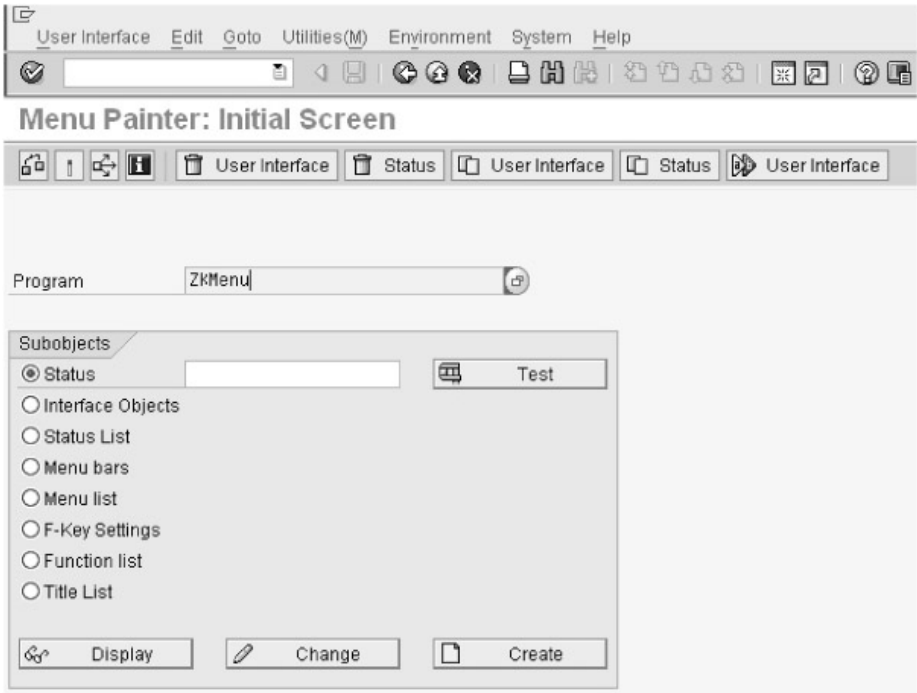 User Interface Edit Goto Utilities(M) Environment System Help
Menu Painter: Initial Screen
User Interface Status User Interface Status User Interface
Program ZKMenu
Subobjects
Status Test
Interface Objects
Status List
Menu bars
Menu list
F-Key Settings
Function list
Title List
Display Change Create